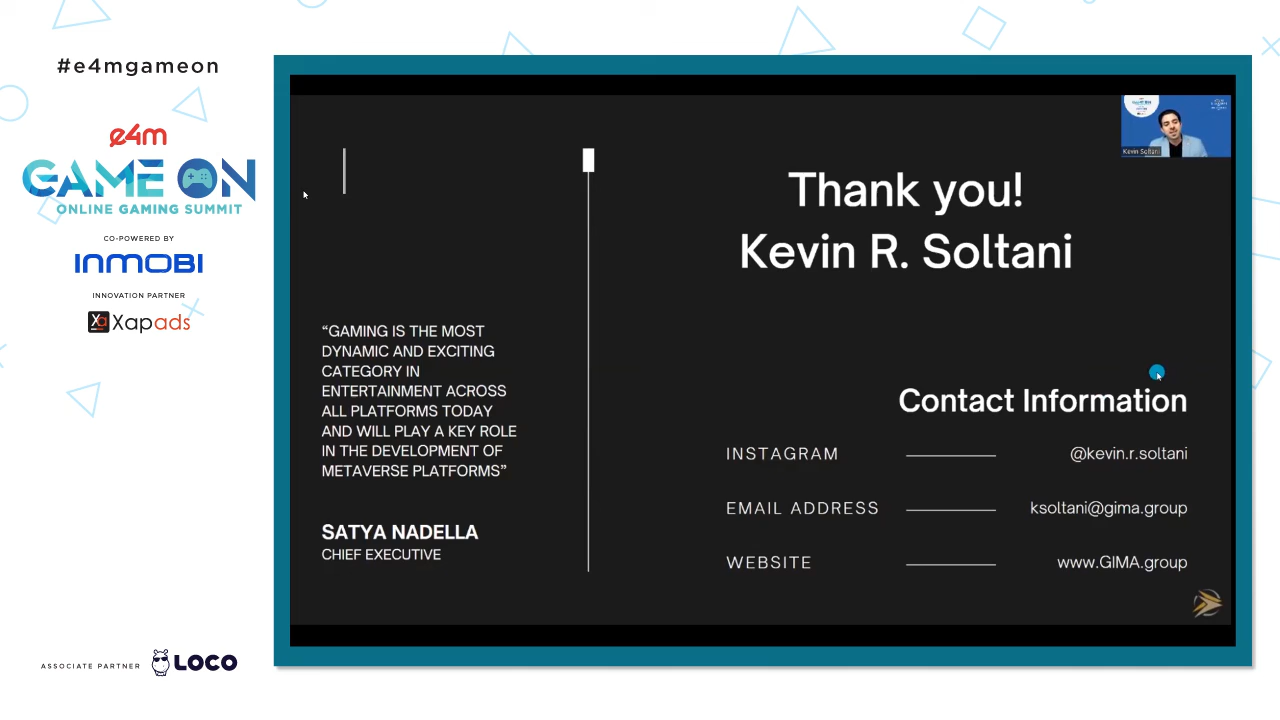 #e4mgameon
e4m
GAME ON
ONLINE GAMING SUMMIT
CO-POWERED BY
INMOBI
INNOVATION PARTNER
Xa Xapads
ASSOCIATE PARTNER
LOCO
“GAMING IS THE MOST
DYNAMIC AND EXCITING
CATEGORY IN
ENTERTAINMENT ACROSS
ALL PLATFORMS TODAY
AND WILL PLAY A KEY ROLE
IN THE DEVELOPMENT OF
METAVERSE PLATFORMS”
SATYA NADELLA
CHIEF EXECUTIVE
Kevin Soltani
Thank you!
Kevin R. Soltani
Contact Information
INSTAGRAM @kevin.r.soltani
EMAIL ADDRESS ksoltani@gima.group
WEBSITE www.GIMA.group